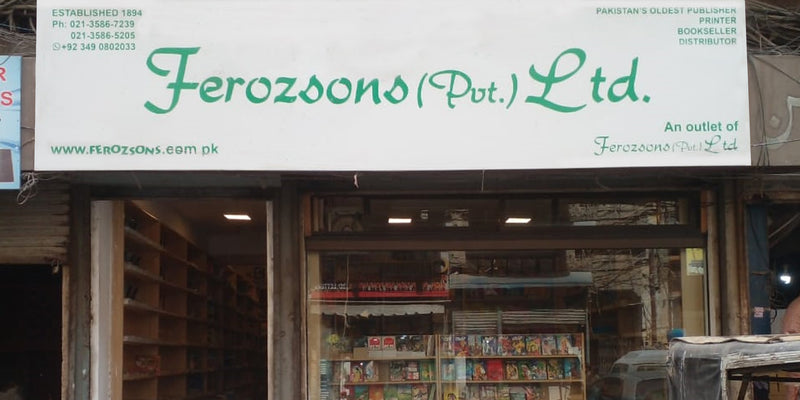 ESTABLISHED 1894
Ph: 021-3586-7239
021-3586-5205
+92 349 0802033
PAKISTAN'S OLDEST PUBLISHER
PRINTER
BOOKSELLER
DISTRIBUTOR
Ferozsons (Pvt.) Ltd.
www.FEROZSONS.com.pk
An outlet of
Ferozsons (Pvt.) Ltd
R
S